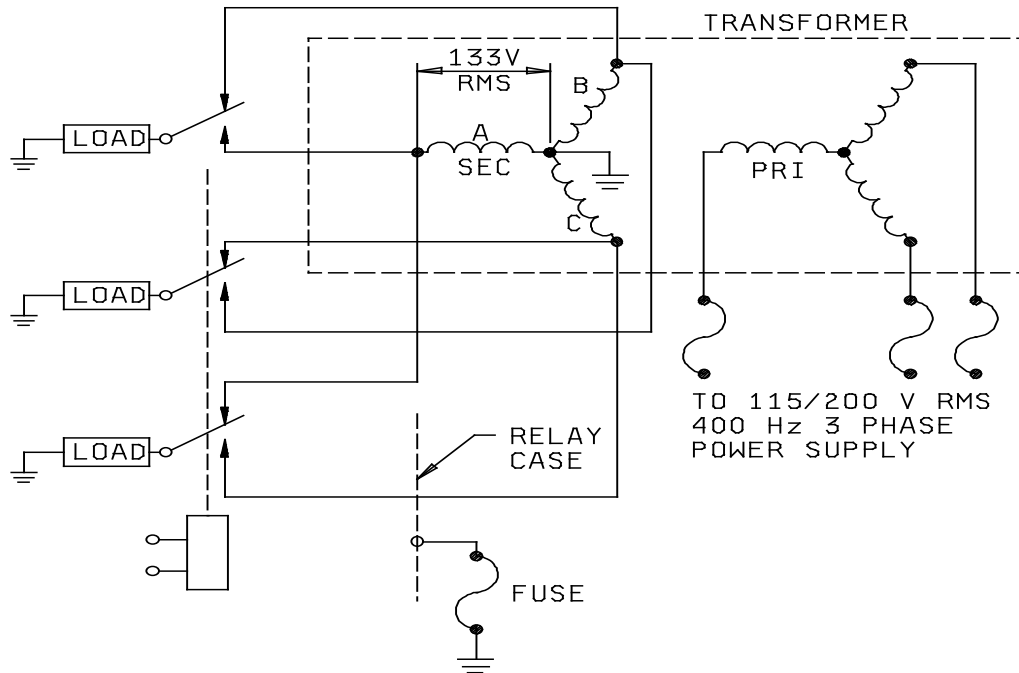 TRANSFORMER
133V
RMS
B
LOAD
A
SEC
PRI
C
LOAD
TO 115/200 V RMS
400 Hz 3 PHASE
POWER SUPPLY
RELAY
CASE
LOAD
FUSE